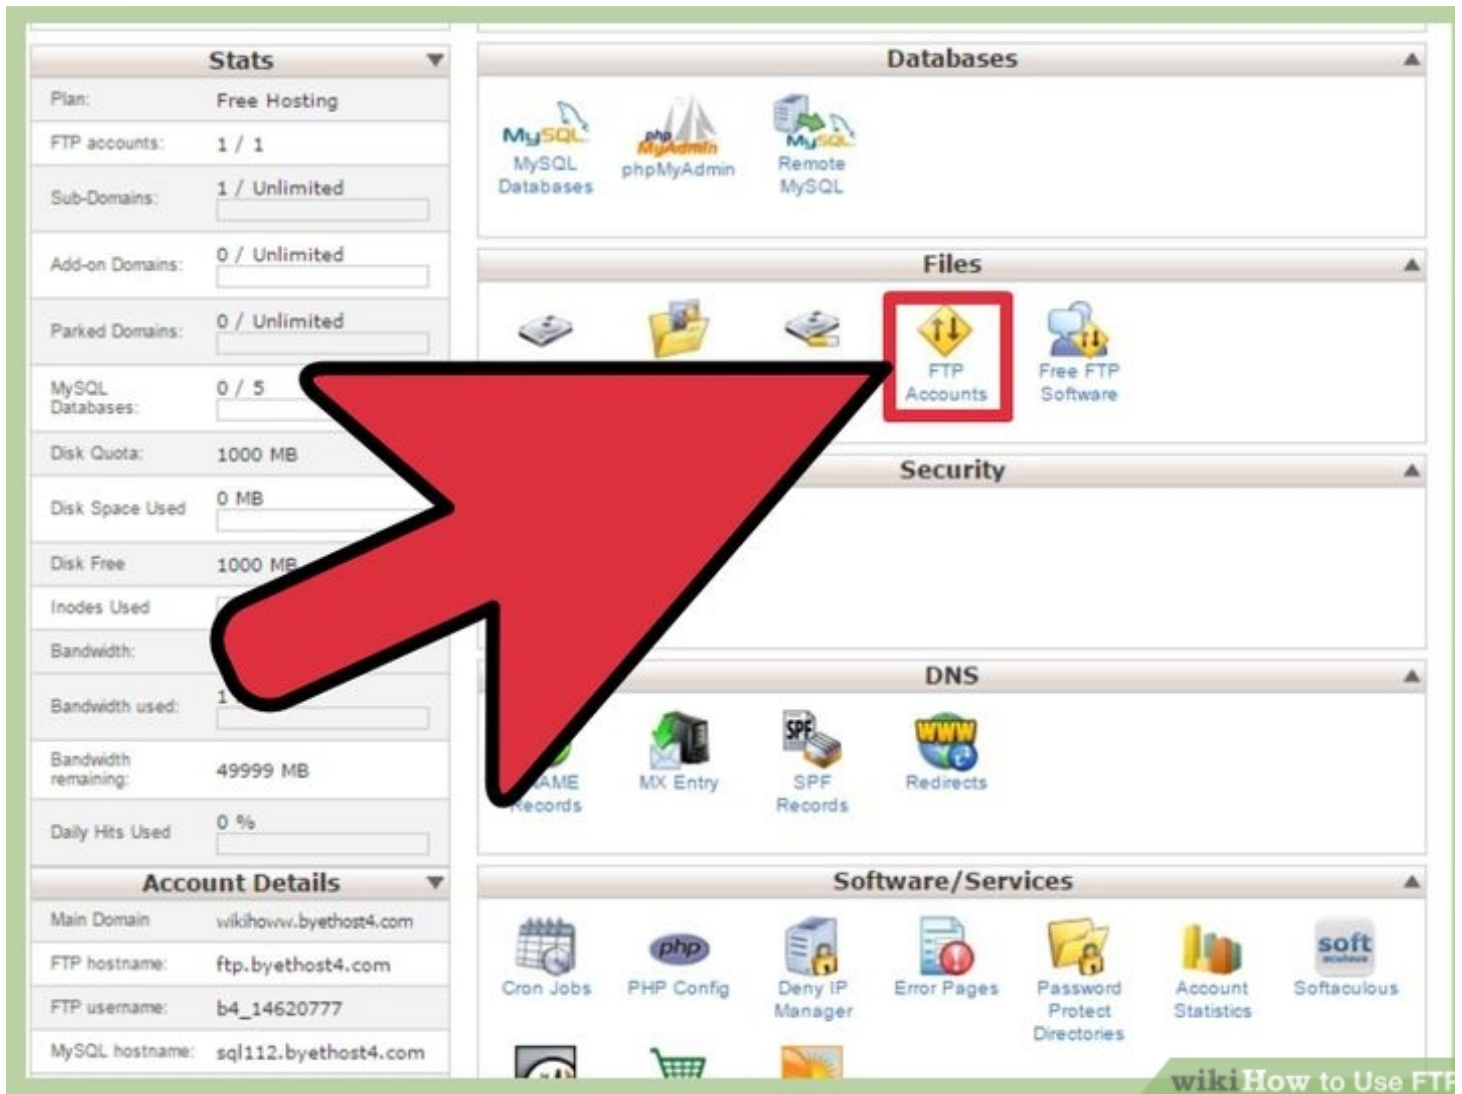 Stats
Plan: Free Hosting
FTP accounts: 1 / 1
Sub-Domains: 1 / Unlimited
Add-on Domains: 0 / Unlimited
Parked Domains: 0 / Unlimited
MySQL
Databases: 0 / 5
Disk Quota: 1000 MB
Disk Space Used 0 MB
Disk Free 1000 MB
Inodes Used
Bandwidth:
Bandwidth used: 1
Bandwidth
remaining: 49999 MB
Daily Hits Used 0 %
Account Details
Main Domain wikihoww.byethost4.com
FTP hostname: ftp.byethost4.com
FTP username: b4_14620777
MySQL hostname: sql112.byethost4.com
Databases
MySQL
MySQL
Databases
php
MyAdmin
phpMyAdmin
MySQL
Remote
MySQL
Files
FTP
Accounts
Free FTP
Software
Security
DNS
AME
Records
MX Entry
SPF
SPF
Records
WWW
Redirects
Software/Services
Cron Jobs
php
PHP Config
Deny IP
Manager
Error Pages
Password
Protect
Directories
Account
Statistics
soft
aculous
Softaculous
wikiHow to Use FTP